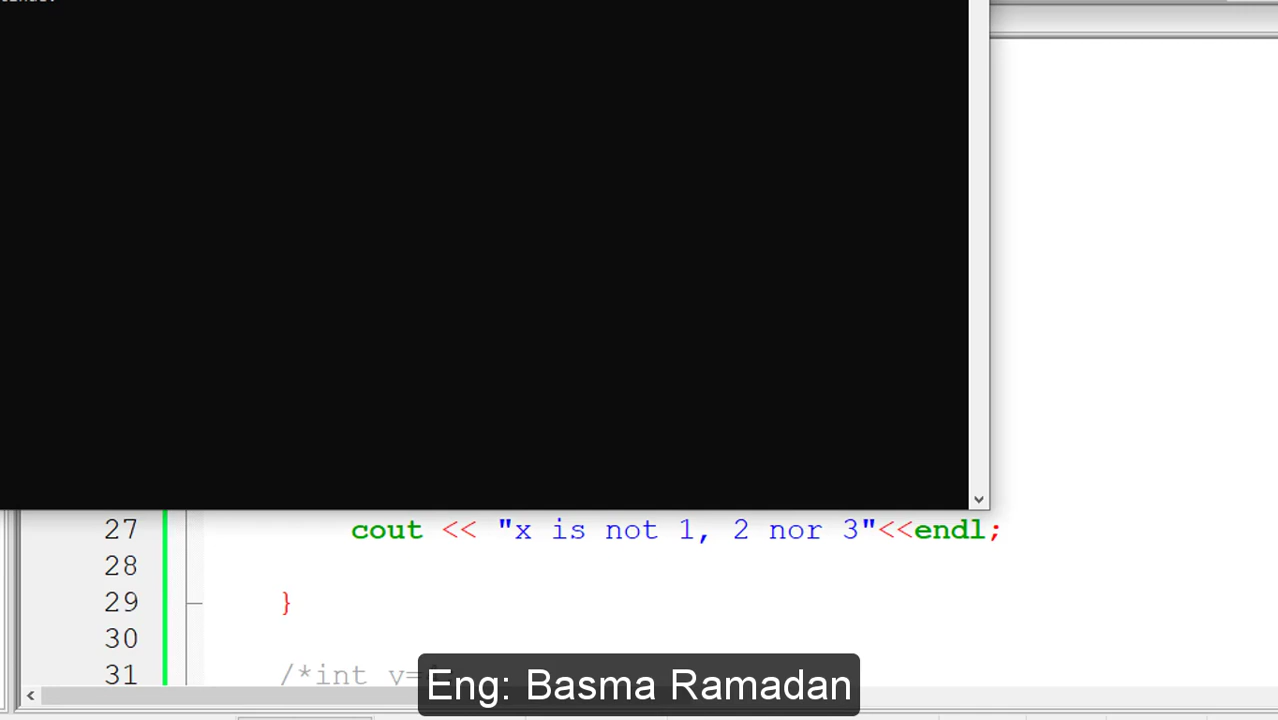 27 cout << "x is not 1, 2 nor 3"<<endl;
28
29 }
30
31 /*int y=
Eng: Basma Ramadan